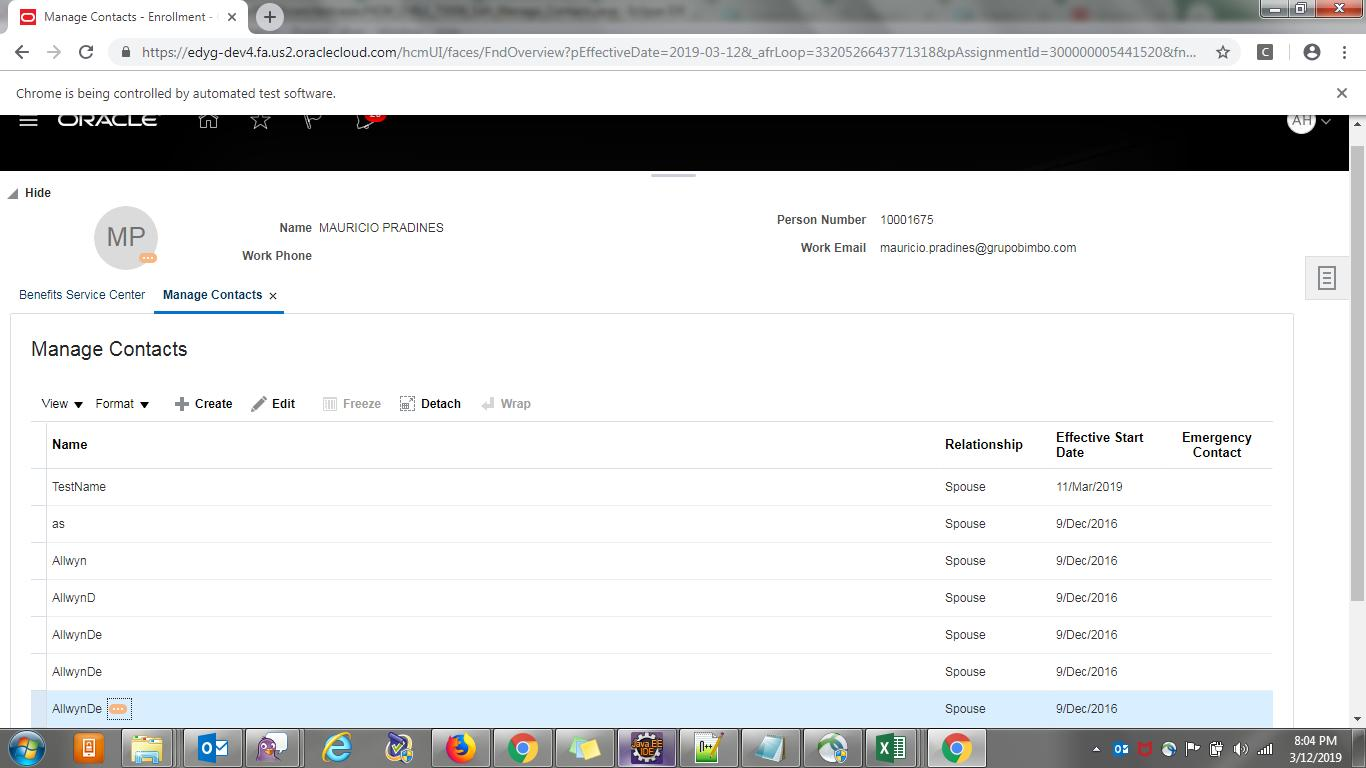 Manage Contacts - Enrollment -
https://edyg-dev4.fa.us2.oraclecloud.com/hcmUI/faces/FndOverview?pEffectiveDate=2019-03-12&_afrLoop=3320526643771318&pAssignmentId=300000005441520&fn...
C
Chrome is being controlled by automated test software.
ORACLE
AH
Hide
MP
Name MAURICIO PRADINES
Person Number 10001675
Work Phone
Work Email mauricio.pradines@grupobimbo.com
Benefits Service Center Manage Contacts
Manage Contacts
View Format Create Edit Freeze Detach Wrap
Name Relationship Effective Start Date Emergency Contact
TestName Spouse 11/Mar/2019
as Spouse 9/Dec/2016
Allwyn Spouse 9/Dec/2016
AllwynD Spouse 9/Dec/2016
AllwynDe Spouse 9/Dec/2016
AllwynDe Spouse 9/Dec/2016
AllwynDe Spouse 9/Dec/2016
Java EE
IDE
8:04 PM
3/12/2019